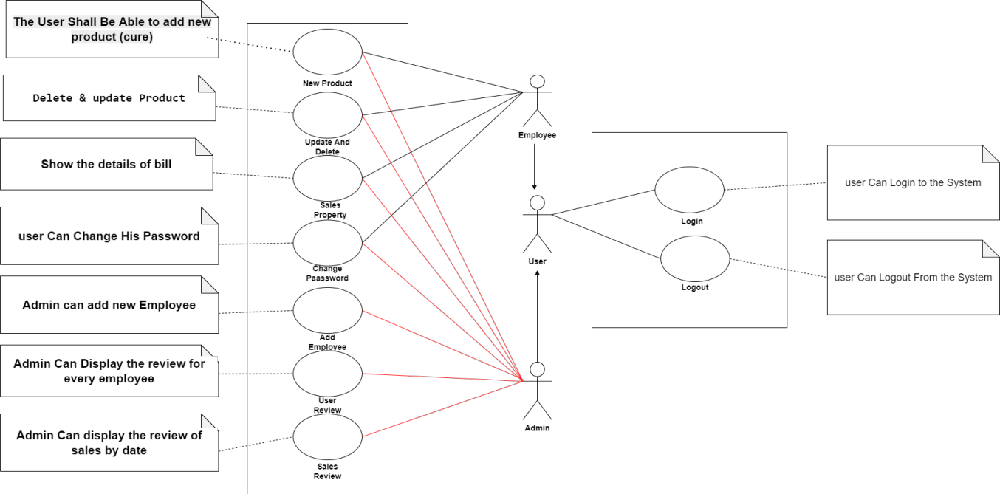 The User Shall Be Able to add new
product (cure)
New Product
Delete & update Product
Update And
Delete
Show the details of bill
Sales
Property
user Can Change His Password
Change
Paassword
Admin can add new Employee
Add
Employee
Admin Can Display the review for
every employee
User
Review
Admin Can display the review of
sales by date
Sales
Review
Employee
User
Admin
Login
Logout
user Can Login to the System
user Can Logout From the System